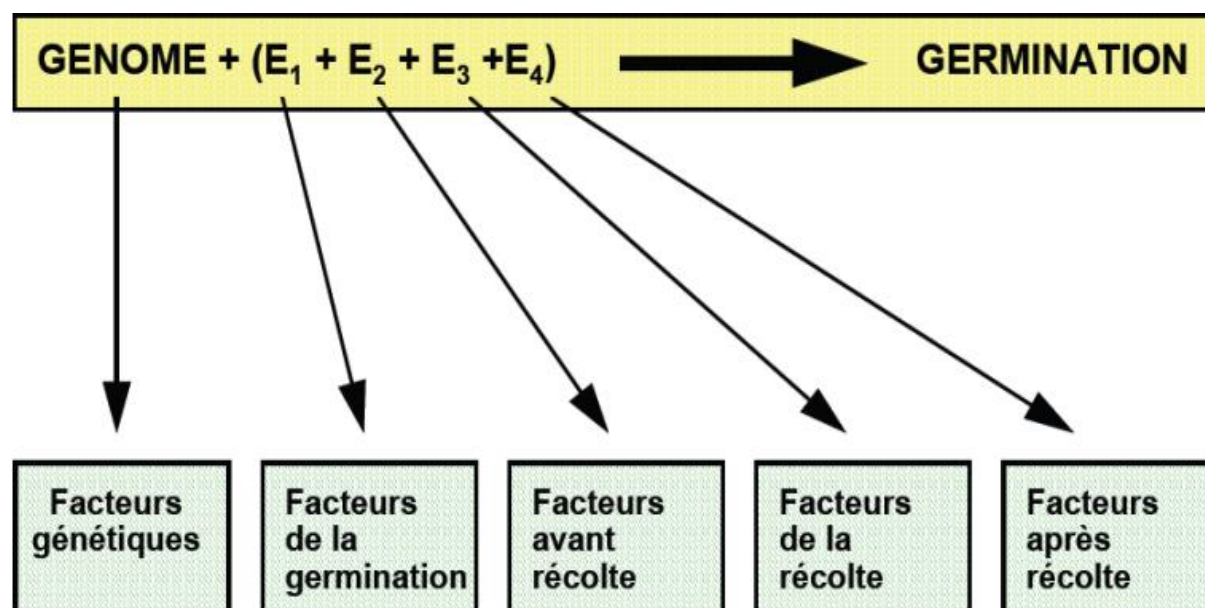 GENOME + (E₁ + E₂ + E₃ +E₄) GERMINATION
Facteurs
génétiques
Facteurs
de la
germination
Facteurs
avant
récolte
Facteurs
de la
récolte
Facteurs
après
récolte